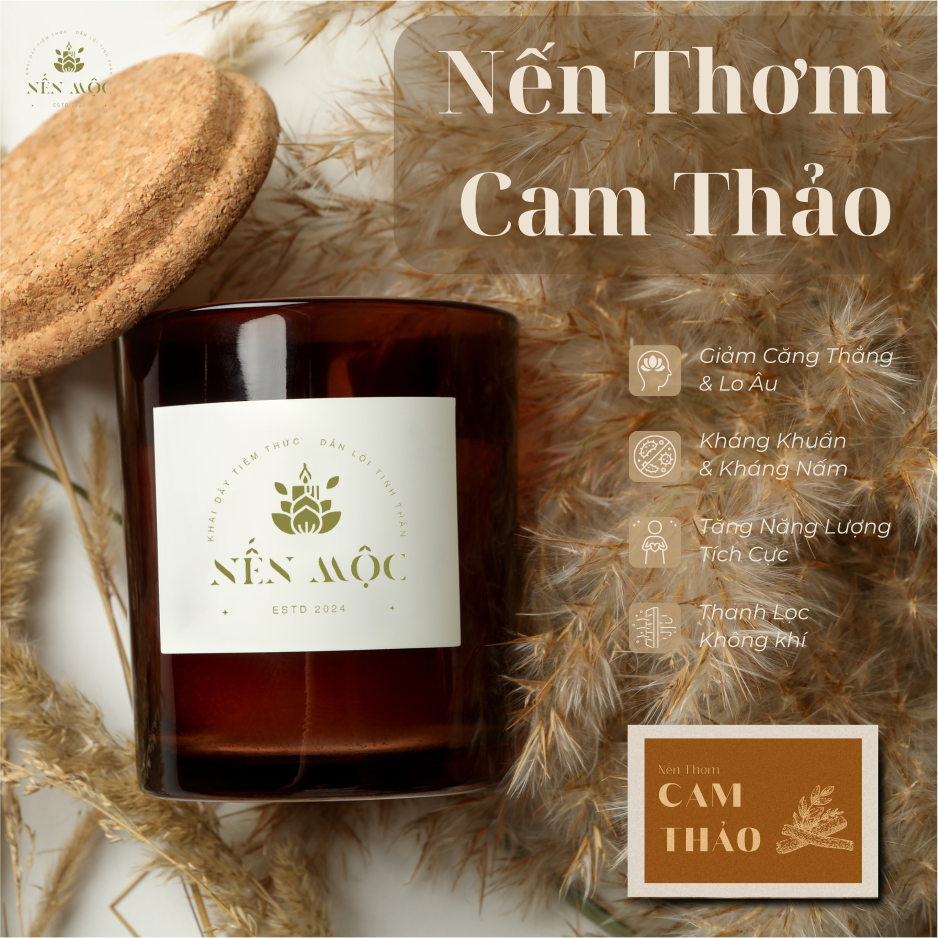 NẾN MỘC
Nến Thơm
Cam Thảo
Giảm Căng Thẳng
& Lo Âu
Kháng Khuẩn
& Kháng Nấm
Tăng Năng Lượng
Tích Cực
Thanh Lọc
Không khí
KHAI DẬY TIỀM THỨC DẪN LỐI TINH THẦN
NẾN MỘC
ESTD 2024
Nến Thơm
CAM
THẢO